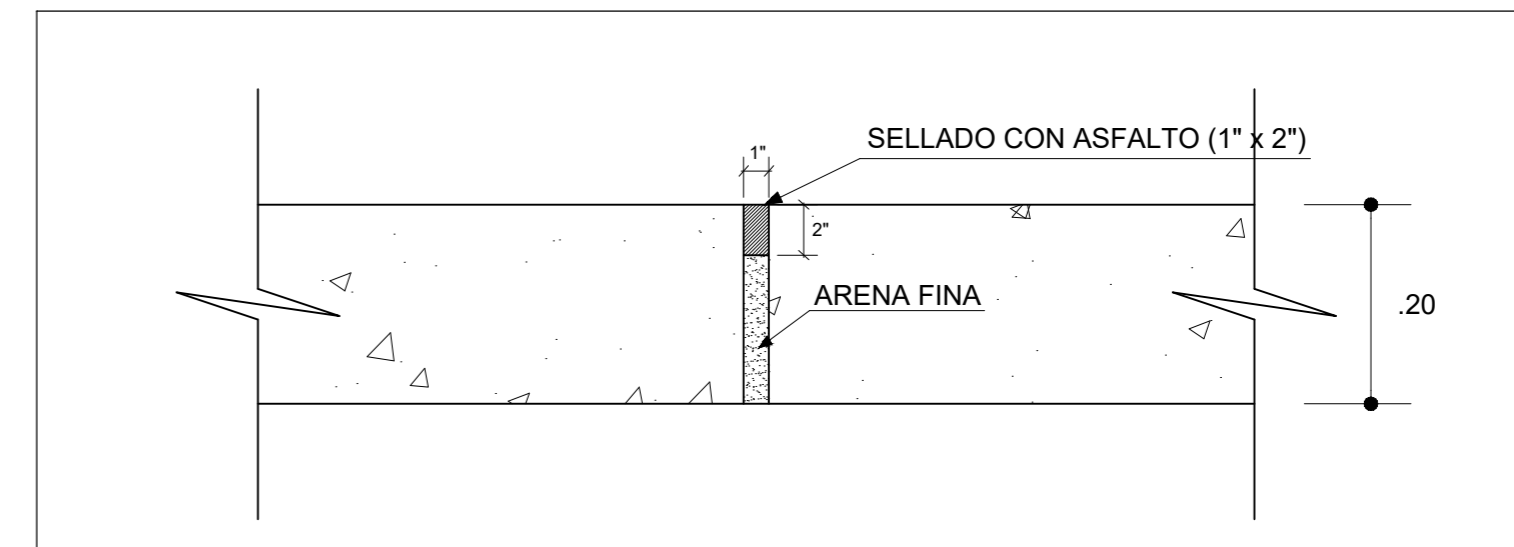 SELLADO CON ASFALTO (1" x 2")
1"
2"
ARENA FINA
.20